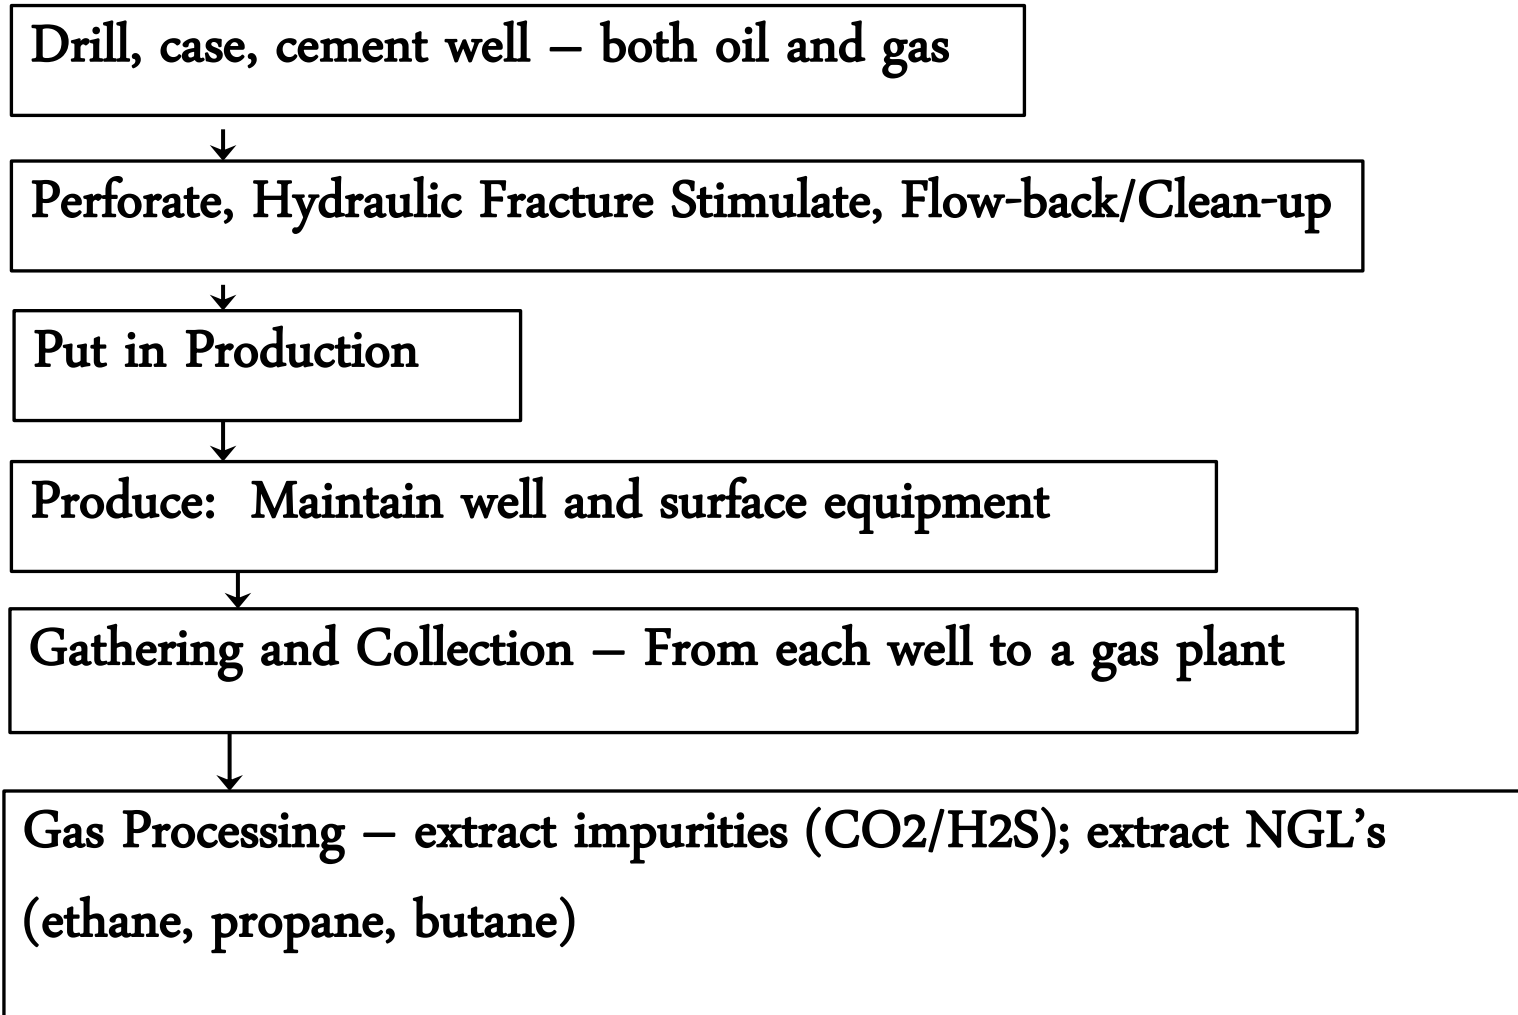 Drill, case, cement well – both oil and gas
Perforate, Hydraulic Fracture Stimulate, Flow-back/Clean-up
Put in Production
Produce:  Maintain well and surface equipment
Gathering and Collection – From each well to a gas plant
Gas Processing – extract impurities (CO2/H2S); extract NGL’s
(ethane, propane, butane)